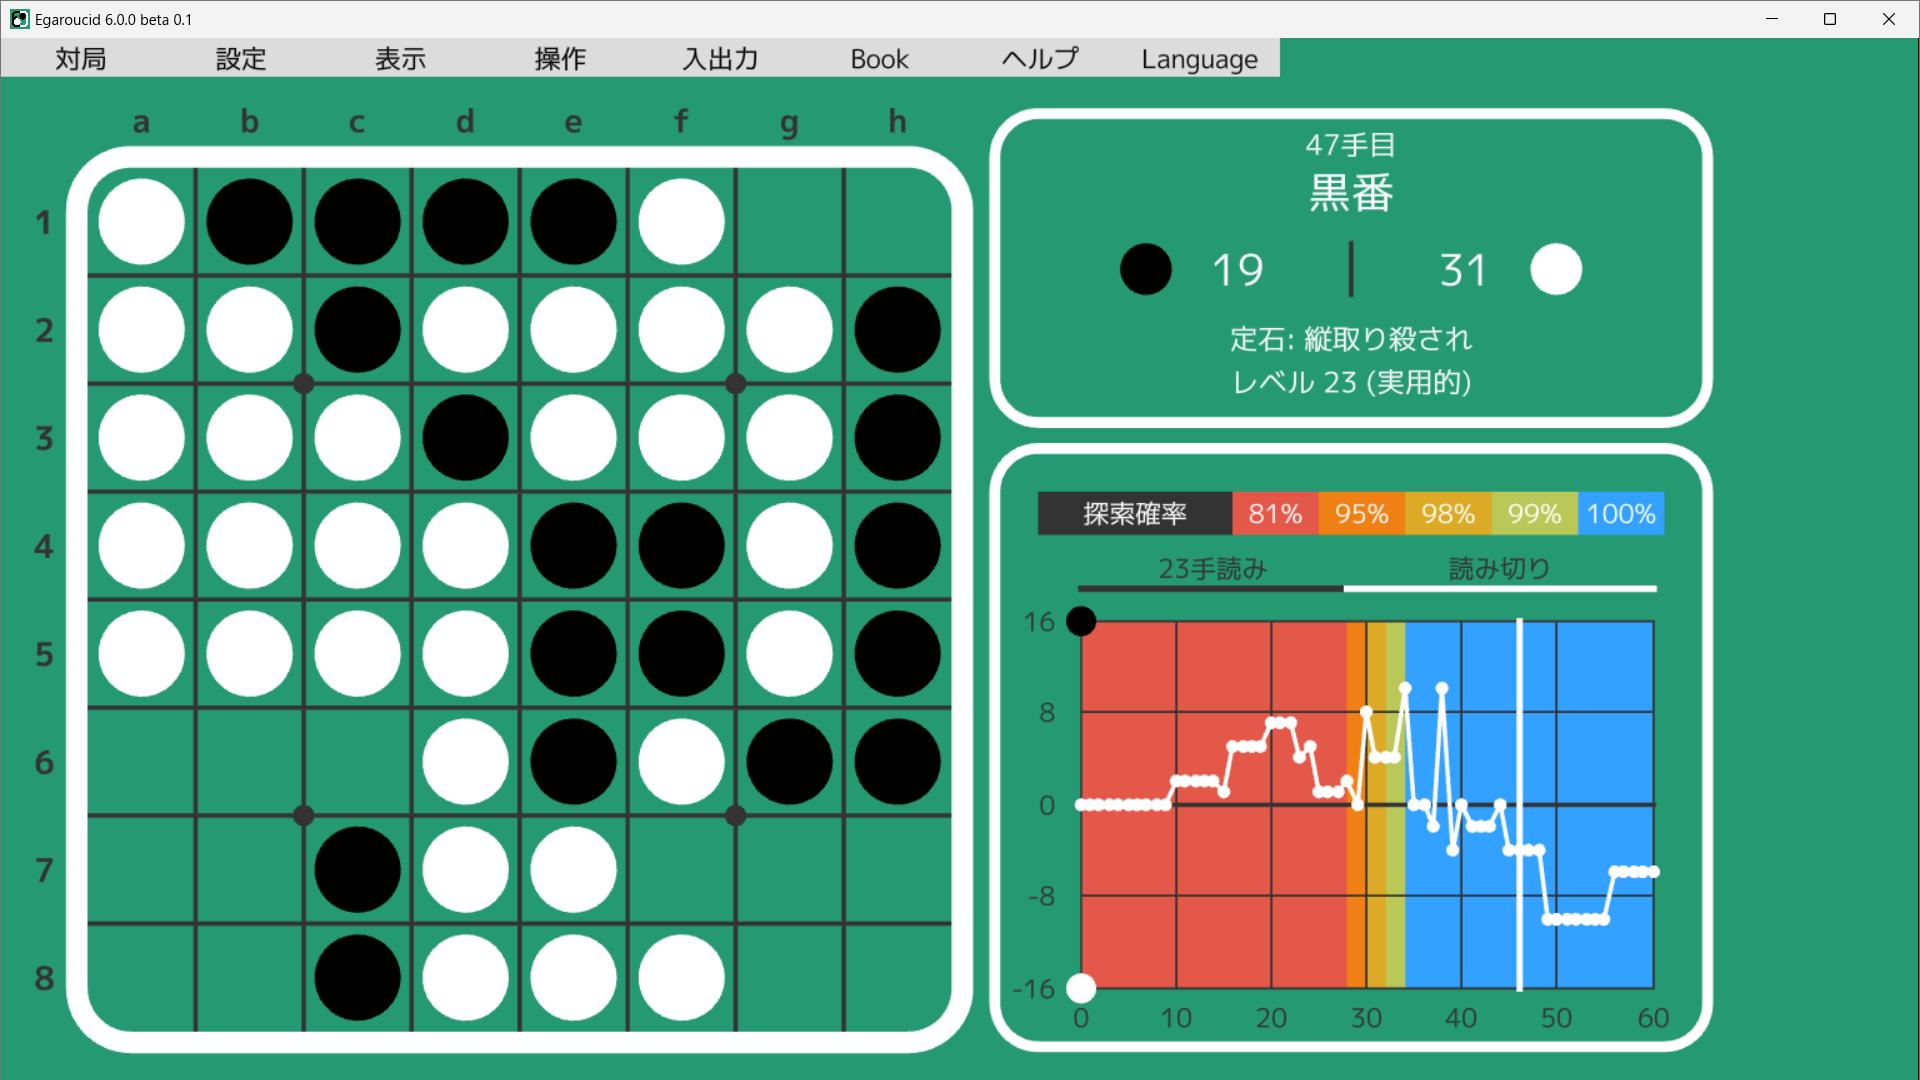 Egaroucid 6.0.0 beta 0.1
対局 設定 表示 操作 入出力 Book ヘルプ Language
a b c d e f g h
1
2
3
4
5
6
7
8
47手目
黒番
19 31
定石: 縦取り殺され
レベル 23 (実用的)
探索確率 81% 95% 98% 99% 100%
23手読み 読み切り
16
8
0
-8
-16
0 10 20 30 40 50 60